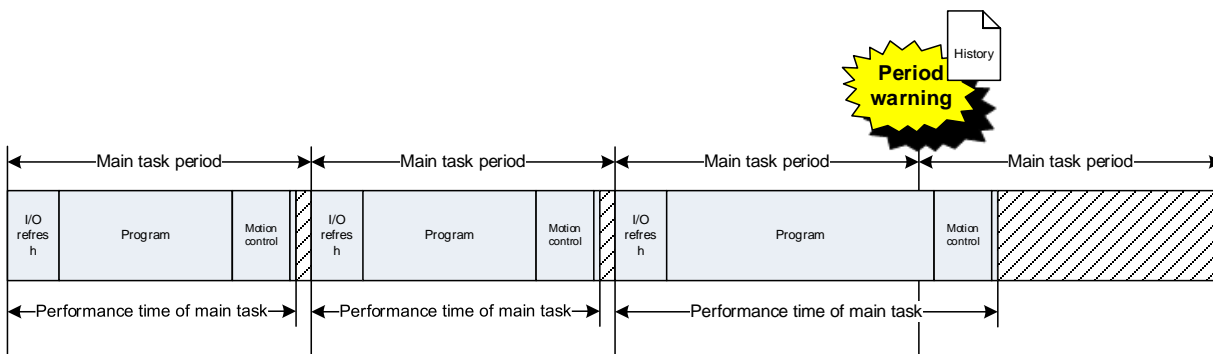 History
Period
warning
Main task period
Main task period
Main task period
Main task period
I/O
refres
h
Program
Motion
control
I/O
refres
h
Program
Motion
control
I/O
refres
h
Program
Motion
control
Performance time of main task
Performance time of main task
Performance time of main task